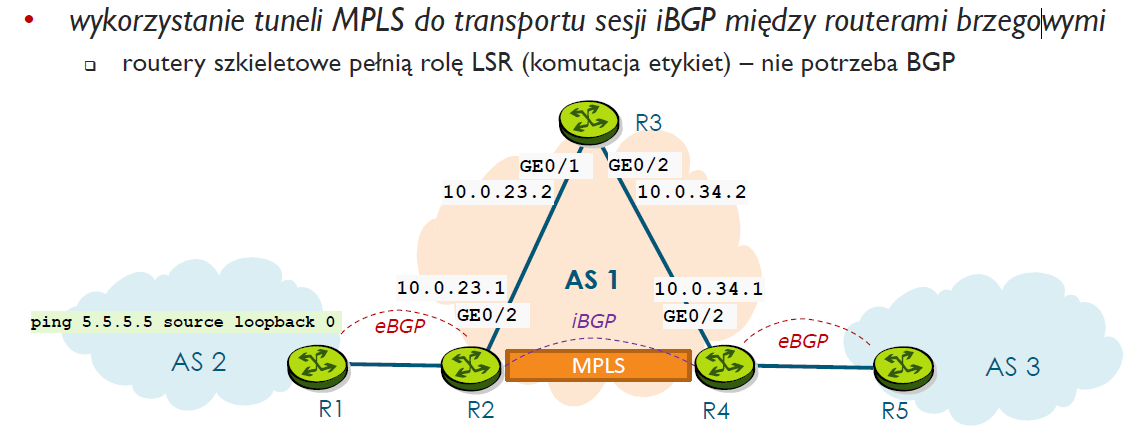 • wykorzystanie tuneli MPLS do transportu sesji iBGP między routerami brzegowymi
❑ routery szkieletowe pełnią rolę LSR (komutacja etykiet) – nie potrzeba BGP
R3
GE0/1 GE0/2
10.0.23.2 10.0.34.2
AS 1
10.0.23.1 10.0.34.1
GE0/2 iBGP GE0/2
ping 5.5.5.5 source loopback 0
eBGP eBGP
AS 2 MPLS AS 3
R1 R2 R4 R5